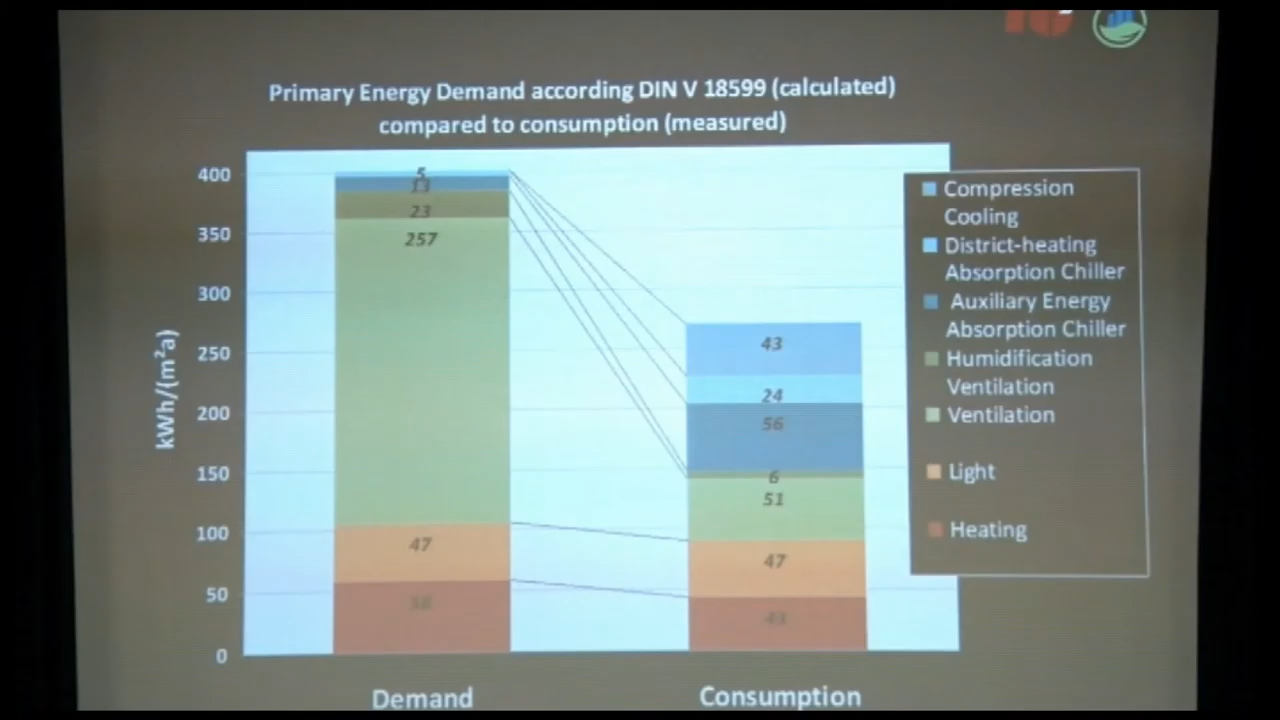 Primary Energy Demand according DIN V 18599 (calculated)
compared to consumption (measured)
400
350
300
250
200
150
100
50
0
kWh/(m²a)
5
13
23
257
47
58
43
24
56
6
51
47
Demand
Consumption
Compression
Cooling
District-heating
Absorption Chiller
Auxiliary Energy
Absorption Chiller
Humidification
Ventilation
Ventilation
Light
Heating